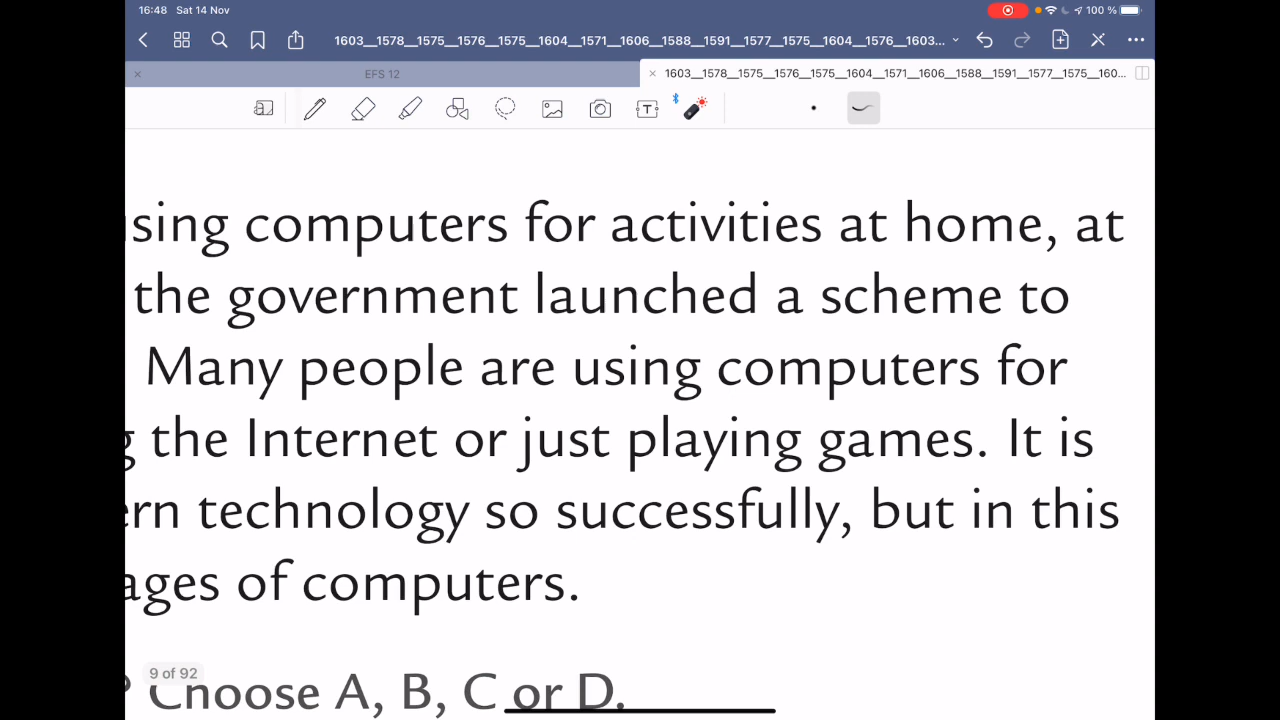 16:48 Sat 14 Nov 100 %
1603__1578__1575__1576__1575__1604__1571__1606__1588__1591__1577__1575__1604__1576__1603...
EFS 12
1603__1578__1575__1576__1575__1604__1571__1606__1588__1591__1577__1575__160...
T
using computers for activities at home, at
the government launched a scheme to
Many people are using computers for
g the Internet or just playing games. It is
ern technology so successfully, but in this
ages of computers.
9 of 92
? Choose A, B, C or D.